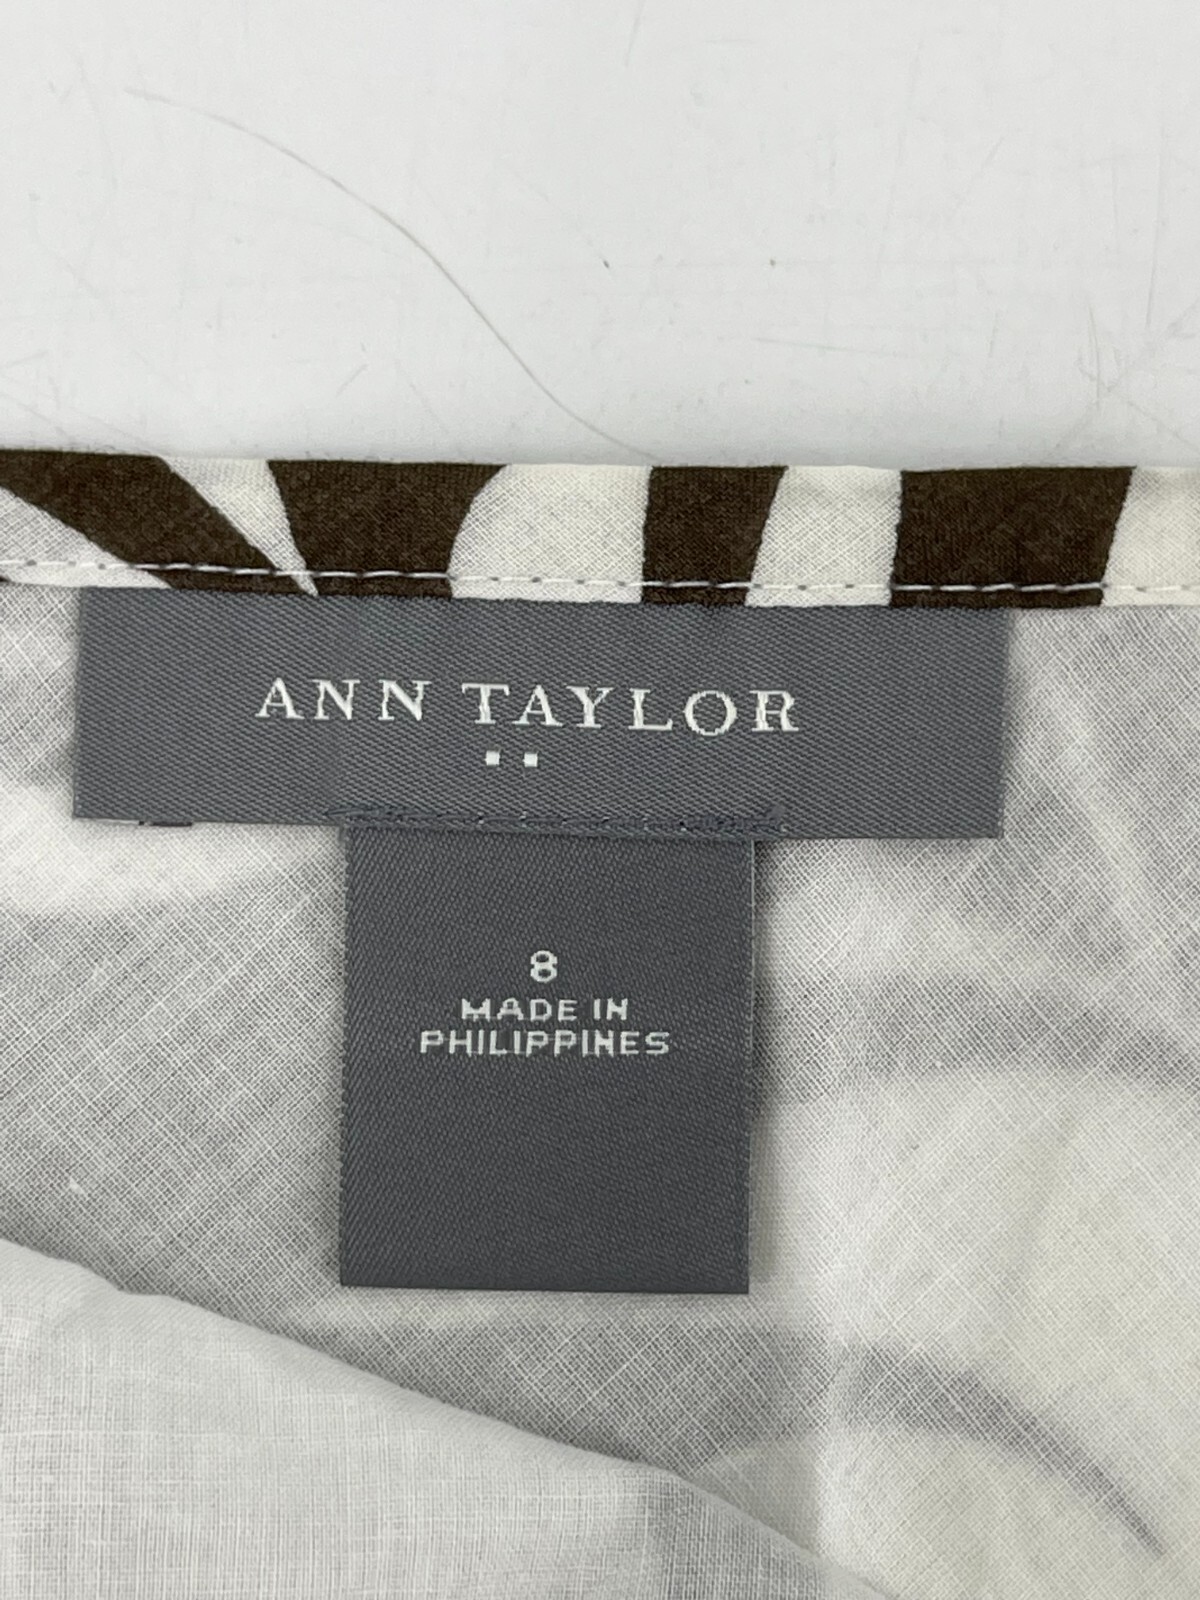 ANN TAYLOR
8
MADE IN
PHILIPPINES